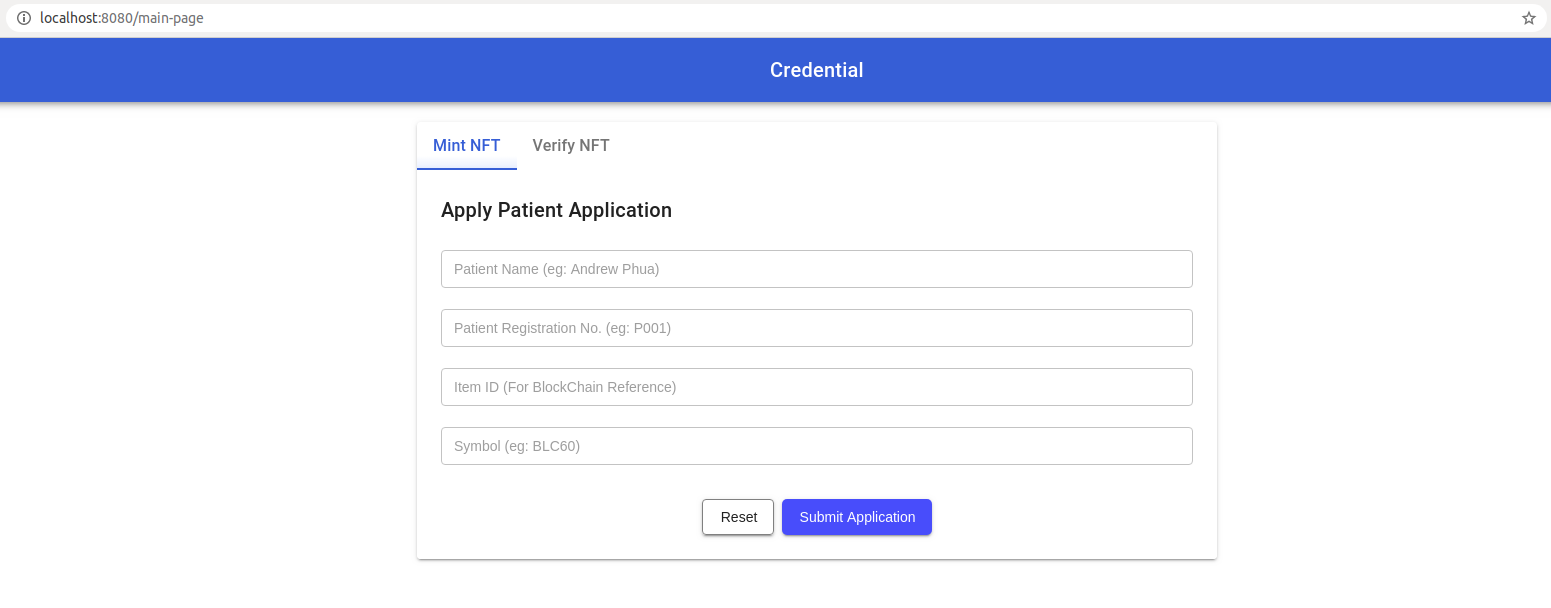 localhost:8080/main-page
Credential
Mint NFT Verify NFT
Apply Patient Application
Patient Name (eg: Andrew Phua)
Patient Registration No. (eg: P001)
Item ID (For BlockChain Reference)
Symbol (eg: BLC60)
Reset Submit Application